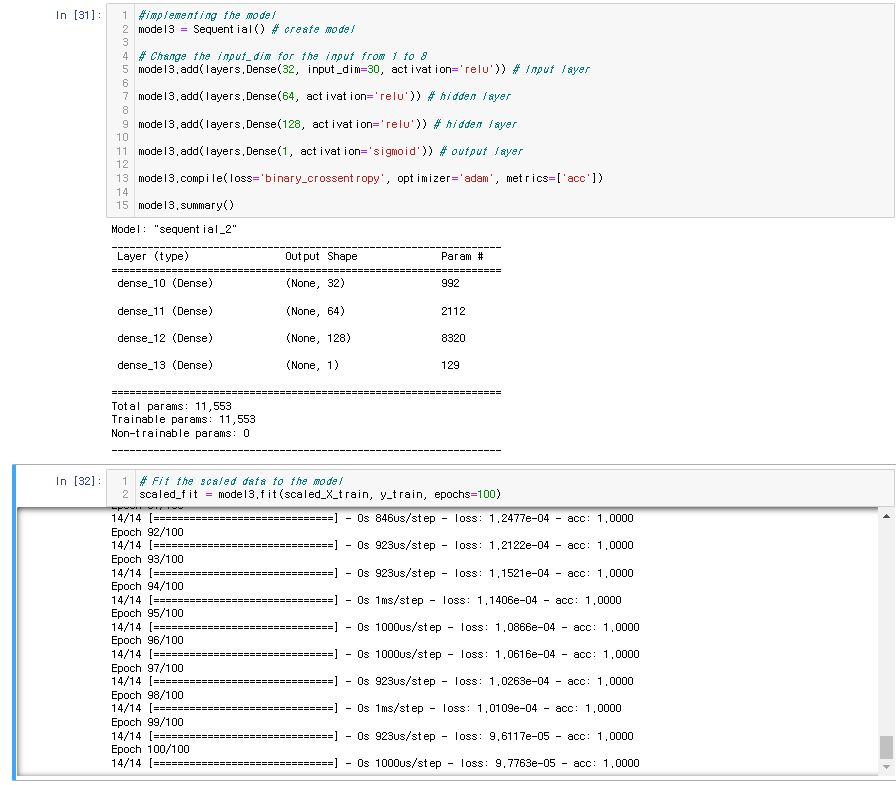 In [31]:
1 #implementing the model
2 model3 = Sequential() # create model
3
4 # Change the input_dim for the input from 1 to 8
5 model3.add(layers.Dense(32, input_dim=30, activation='relu')) # Input layer
6
7 model3.add(layers.Dense(64, activation='relu')) # hidden layer
8
9 model3.add(layers.Dense(128, activation='relu')) # hidden layer
10
11 model3.add(layers.Dense(1, activation='sigmoid')) # output layer
12
13 model3.compile(loss='binary_crossentropy', optimizer='adam', metrics=['acc'])
14
15 model3.summary()
Model: "sequential_2"
_________________________________________________________________
Layer (type) Output Shape Param #
=================================================================
dense_10 (Dense) (None, 32) 992
dense_11 (Dense) (None, 64) 2112
dense_12 (Dense) (None, 128) 8320
dense_13 (Dense) (None, 1) 129
=================================================================
Total params: 11,553
Trainable params: 11,553
Non-trainable params: 0
_________________________________________________________________
In [32]:
1 # Fit the scaled data to the model
2 scaled_fit = model3.fit(scaled_X_train, y_train, epochs=100)
Epoch 91/100
14/14 [==============================] - 0s 846us/step - loss: 1.2477e-04 - acc: 1.0000
Epoch 92/100
14/14 [==============================] - 0s 923us/step - loss: 1.2122e-04 - acc: 1.0000
Epoch 93/100
14/14 [==============================] - 0s 923us/step - loss: 1.1521e-04 - acc: 1.0000
Epoch 94/100
14/14 [==============================] - 0s 1ms/step - loss: 1.1406e-04 - acc: 1.0000
Epoch 95/100
14/14 [==============================] - 0s 1000us/step - loss: 1.0866e-04 - acc: 1.0000
Epoch 96/100
14/14 [==============================] - 0s 1000us/step - loss: 1.0616e-04 - acc: 1.0000
Epoch 97/100
14/14 [==============================] - 0s 923us/step - loss: 1.0263e-04 - acc: 1.0000
Epoch 98/100
14/14 [==============================] - 0s 1ms/step - loss: 1.0109e-04 - acc: 1.0000
Epoch 99/100
14/14 [==============================] - 0s 923us/step - loss: 9.6117e-05 - acc: 1.0000
Epoch 100/100
14/14 [==============================] - 0s 1000us/step - loss: 9.7763e-05 - acc: 1.0000